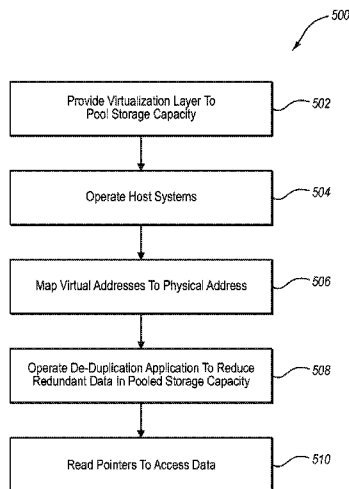 500
Provide Virtualization Layer To
Pool Storage Capacity
502
Operate Host Systems
504
Map Virtual Addresses To Physical Address
506
Operate De-Duplication Application To Reduce
Redundant Data In Pooled Storage Capacity
508
Read Pointers To Access Data
510